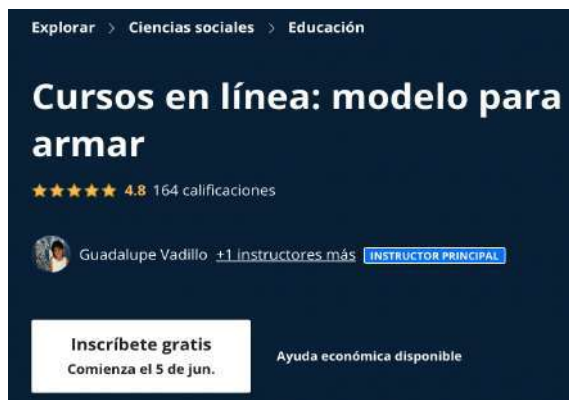 Explorar > Ciencias sociales > Educación
Cursos en línea: modelo para
armar
4.8 164 calificaciones
Guadalupe Vadillo +1 instructores más INSTRUCTOR PRINCIPAL
Inscríbete gratis
Comienza el 5 de jun.
Ayuda económica disponible